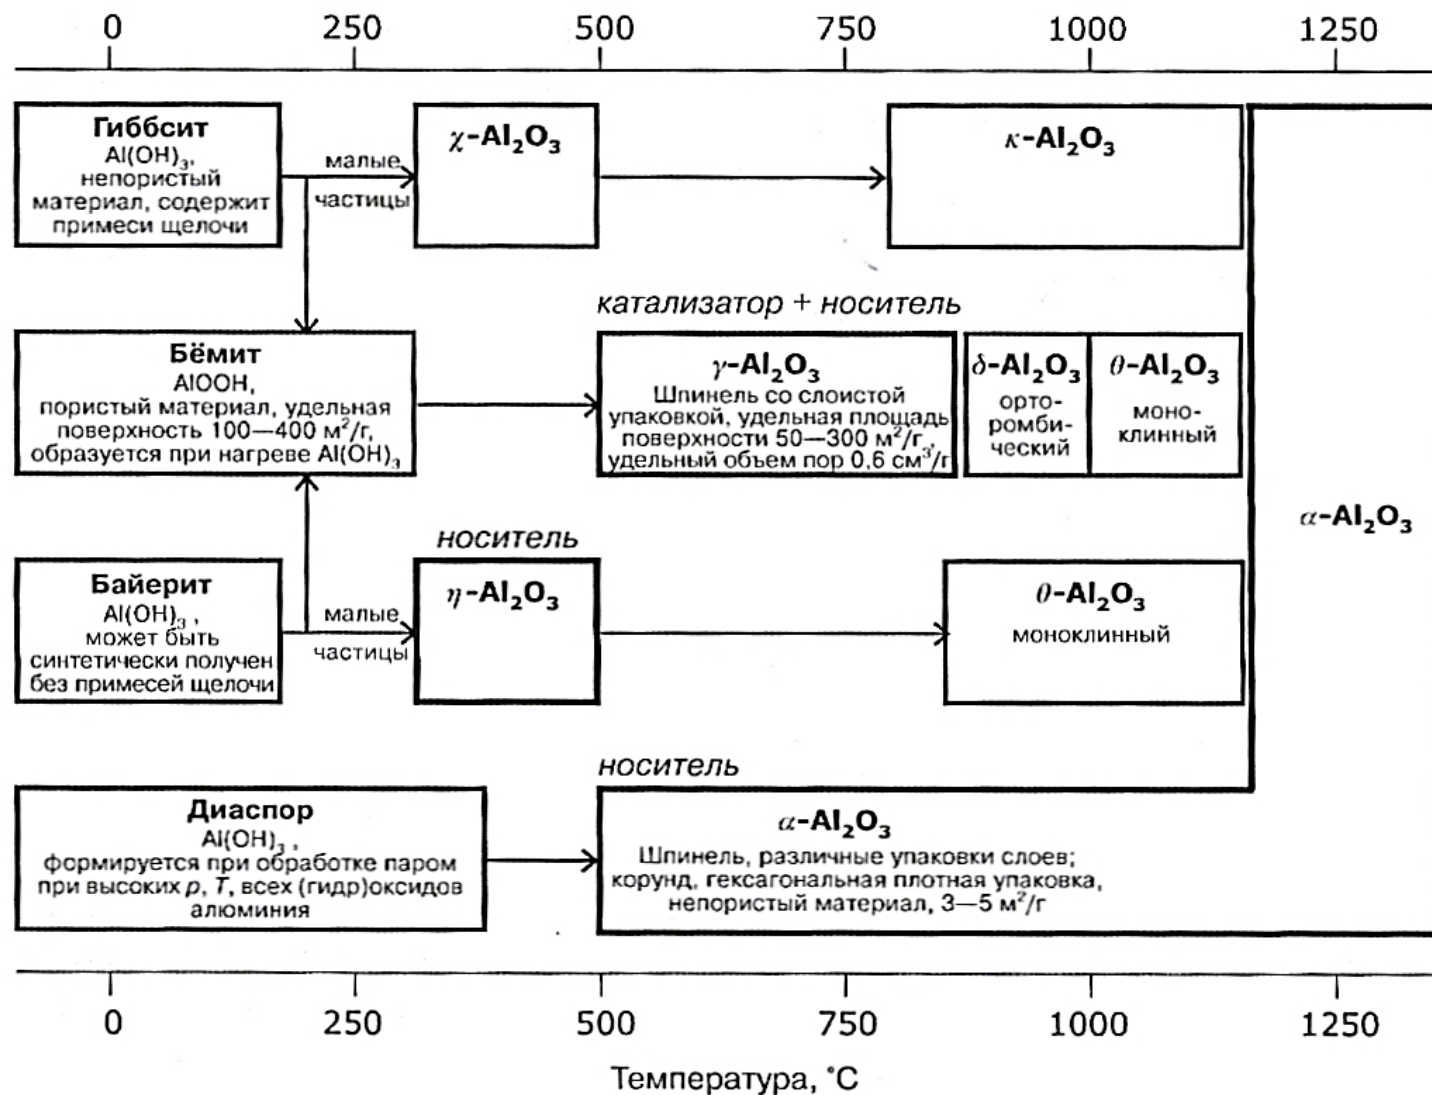 0 250 500 750 1000 1250
Гиббсит
Al(OH)₃,
непористый
материал, содержит
примеси щелочи
малые
частицы
χ-Al₂O₃
κ-Al₂O₃
катализатор + носитель
Бёмит
AlOOH,
пористый материал, удельная
поверхность 100—400 м²/г,
образуется при нагреве Al(OH)₃
γ-Al₂O₃
Шпинель со слоистой
упаковкой, удельная площадь
поверхности 50—300 м²/г,
удельный объем пор 0,6 см³/г
δ-Al₂O₃
орто-
ромби-
ческий
θ-Al₂O₃
моно-
клинный
α-Al₂O₃
носитель
Байерит
Al(OH)₃,
может быть
синтетически получен
без примесей щелочи
малые
частицы
η-Al₂O₃
θ-Al₂O₃
моноклинный
носитель
Диаспор
Al(OH)₃,
формируется при обработке паром
при высоких p, T, всех (гидр)оксидов
алюминия
α-Al₂O₃
Шпинель, различные упаковки слоев;
корунд, гексагональная плотная упаковка,
непористый материал, 3—5 м²/г
0 250 500 750 1000 1250
Температура, °C